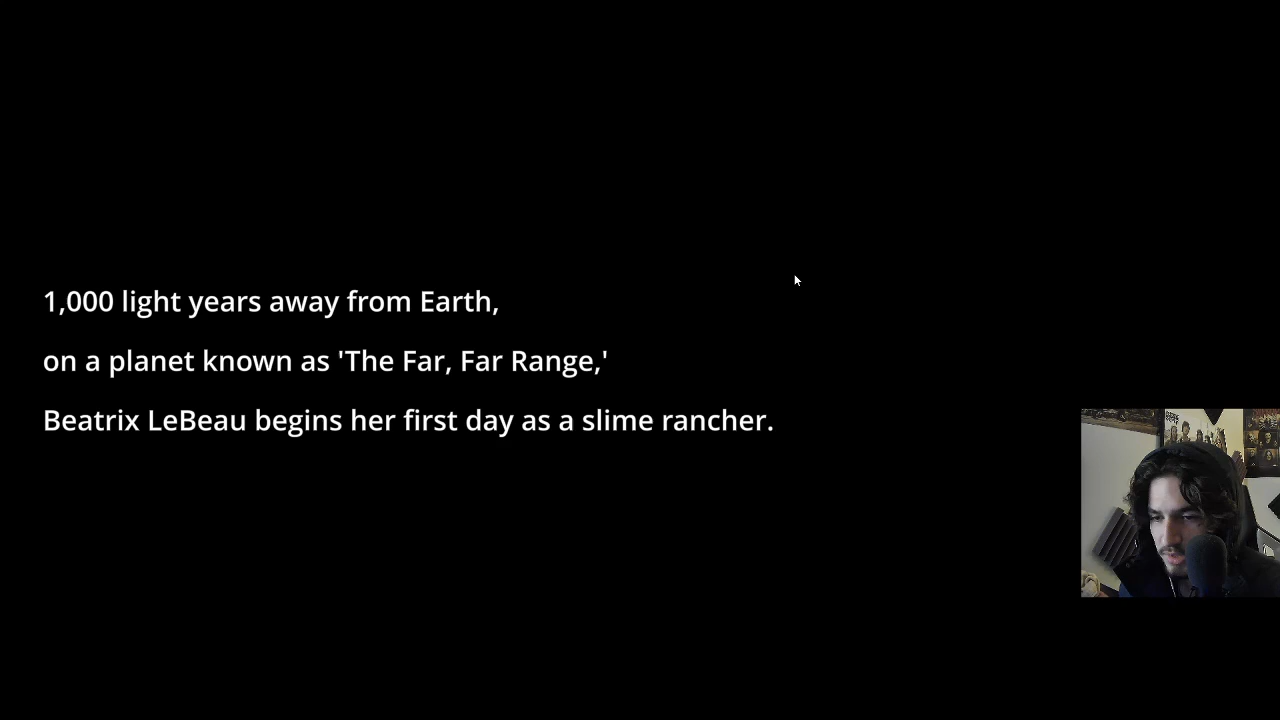 1,000 light years away from Earth,
on a planet known as 'The Far, Far Range,'
Beatrix LeBeau begins her first day as a slime rancher.